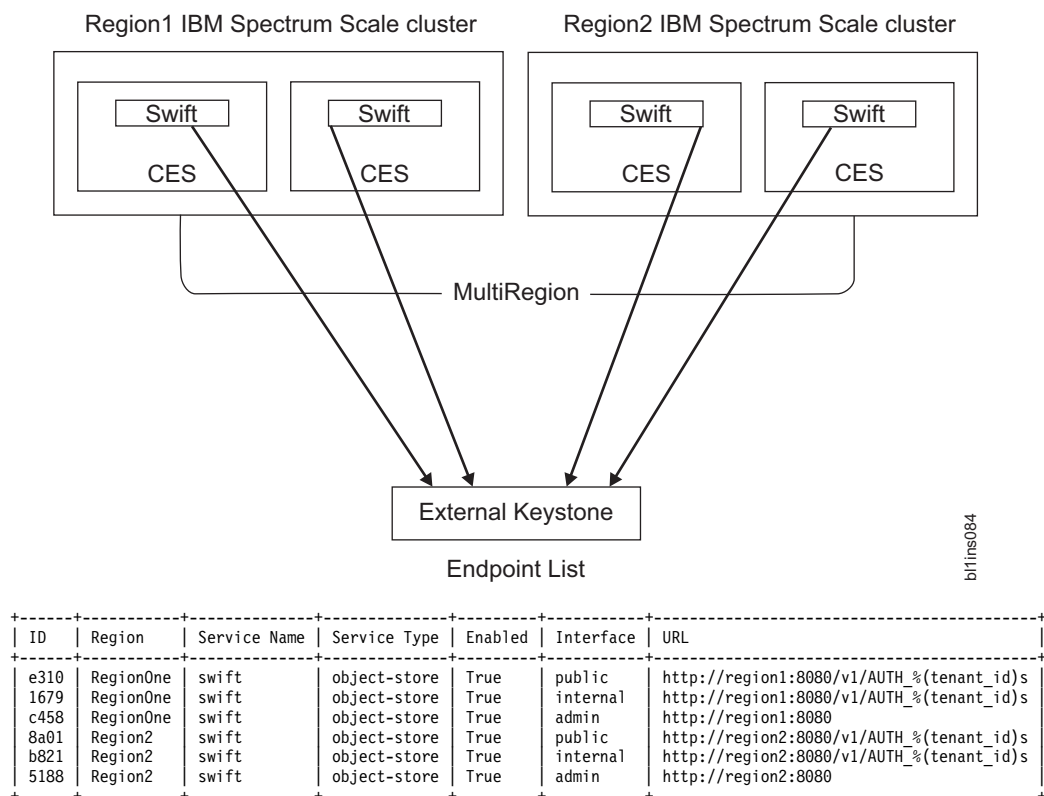 Region1 IBM Spectrum Scale cluster
Region2 IBM Spectrum Scale cluster
Swift
Swift
Swift
Swift
CES
CES
CES
CES
MultiRegion
External Keystone
bl1ins084
Endpoint List
+------+-----------+--------------+--------------+---------+-----------+-------------------------------------------+
| ID | Region | Service Name | Service Type | Enabled | Interface | URL |
+------+-----------+--------------+--------------+---------+-----------+-------------------------------------------+
| e310 | RegionOne | swift | object-store | True | public | http://region1:8080/v1/AUTH_%(tenant_id)s |
| 1679 | RegionOne | swift | object-store | True | internal | http://region1:8080/v1/AUTH_%(tenant_id)s |
| c458 | RegionOne | swift | object-store | True | admin | http://region1:8080 |
| 8a01 | Region2 | swift | object-store | True | public | http://region2:8080/v1/AUTH_%(tenant_id)s |
| b821 | Region2 | swift | object-store | True | internal | http://region2:8080/v1/AUTH_%(tenant_id)s |
| 5188 | Region2 | swift | object-store | True | admin | http://region2:8080 |
+------+-----------+--------------+--------------+---------+-----------+-------------------------------------------+